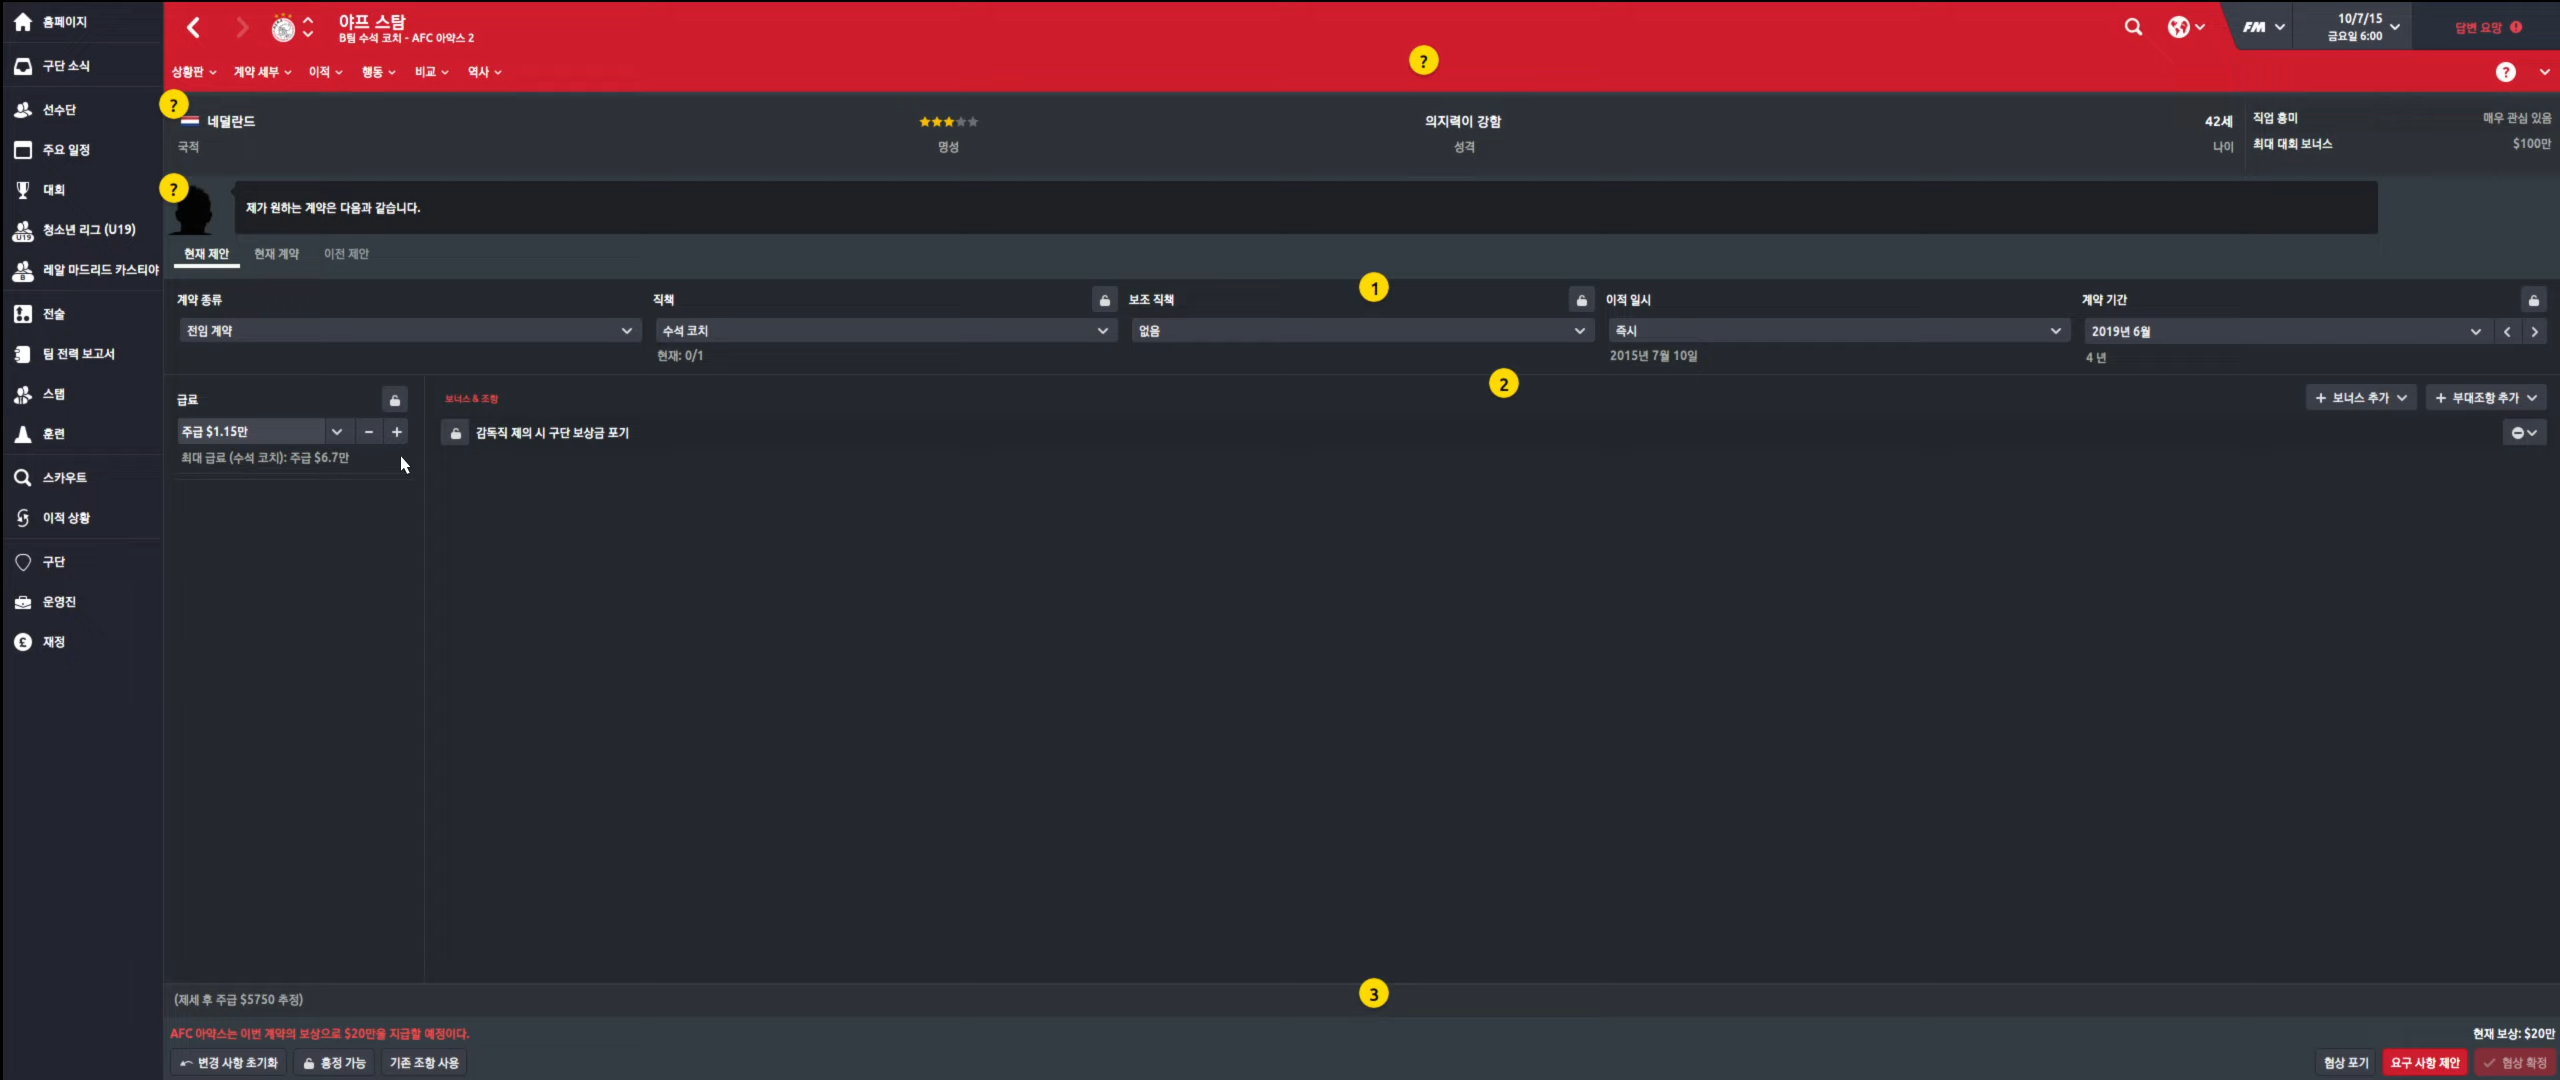 홈페이지
구단 소식
선수단
주요 일정
대회
청소년 리그 (U19)
레알 마드리드 카스티야
전술
팀 전력 보고서
스탭
훈련
스카우트
이적 상황
구단
운영진
재정
야프 스탐
B팀 수석 코치 - AFC 아약스 2
FM
10/7/15
금요일 6:00
답변 요망
상황판 계약 세부 이적 행동 비교 역사
?
?
?
네덜란드
국적
명성
의지력이 강함
성격
42세
나이
직업 흥미 매우 관심 있음
최대 대회 보너스 $100만
?
제가 원하는 계약은 다음과 같습니다.
현재 제안 현재 계약 이전 제안
1
계약 종류 직책 보조 직책 이적 일시 계약 기간
전임 계약 수석 코치 없음 즉시 2019년 6월
현재: 0/1 2015년 7월 10일 4 년
2
급료
주급 $1.15만
최대 급료 (수석 코치): 주급 $6.7만
보너스 & 조항
+ 보너스 추가 + 부대조항 추가
감독직 제의 시 구단 보상금 포기
3
(제세 후 주급 $5750 추정)
AFC 아약스는 이번 계약의 보상으로 $20만을 지급할 예정이다.
현재 보상: $20만
변경 사항 초기화 흥정 가능 기존 조항 사용
협상 포기 요구 사항 제안 협상 확정